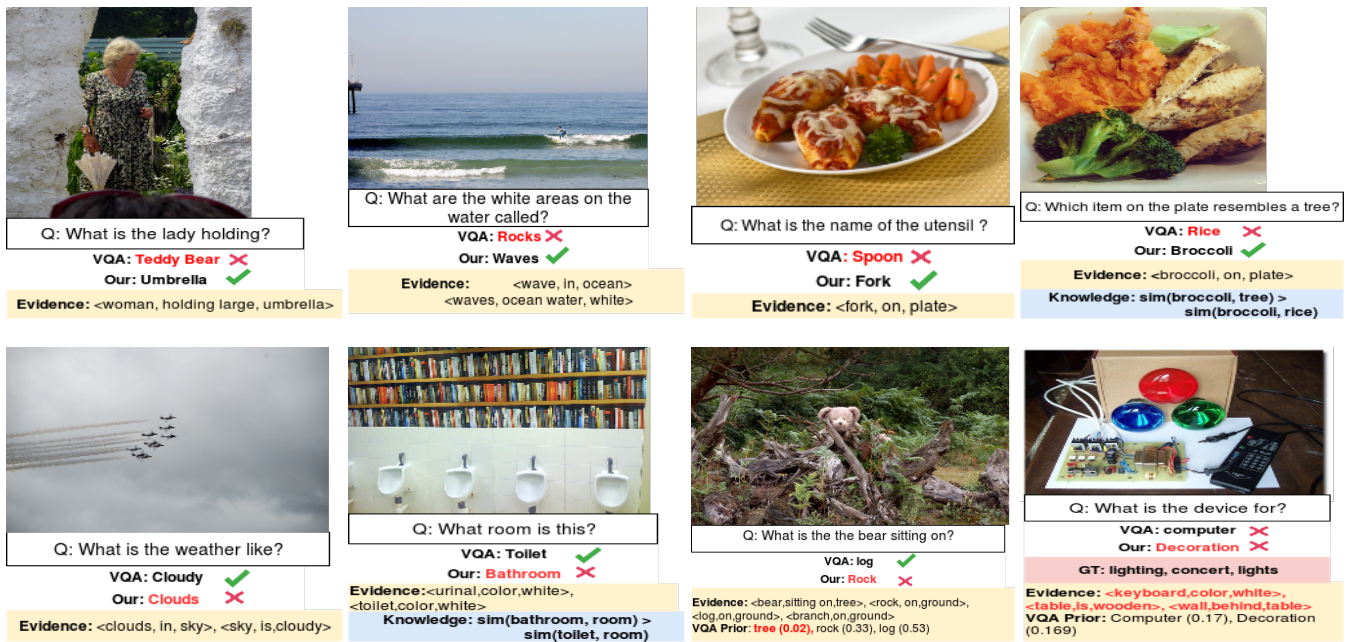 Q: What is the lady holding?
VQA: Teddy Bear
Our: Umbrella
Evidence: <woman, holding large, umbrella>
Q: What are the white areas on the
water called?
VQA: Rocks
Our: Waves
Evidence: <wave, in, ocean>
<waves, ocean water, white>
Q: What is the name of the utensil ?
VQA: Spoon
Our: Fork
Evidence: <fork, on, plate>
Q: Which item on the plate resembles a tree?
VQA: Rice
Our: Broccoli
Evidence: <broccoli, on, plate>
Knowledge: sim(broccoli, tree) >
sim(broccoli, rice)
Q: What is the weather like?
VQA: Cloudy
Our: Clouds
Evidence: <clouds, in, sky>, <sky, is,cloudy>
Q: What room is this?
VQA: Toilet
Our: Bathroom
Evidence:<urinal,color,white>,
<toilet,color,white>
Knowledge: sim(bathroom, room) >
sim(toilet, room)
Q: What is the the bear sitting on?
VQA: log
Our: Rock
Evidence: <bear,sitting on,tree>, <rock, on,ground>,
<log,on,ground>, <branch,on,ground>
VQA Prior: tree (0.02), rock (0.33), log (0.53)
Q: What is the device for?
VQA: computer
Our: Decoration
GT: lighting, concert, lights
Evidence: <keyboard,color,white>,
<table,is,wooden>, <wall,behind,table>
VQA Prior: Computer (0.17), Decoration
(0.169)